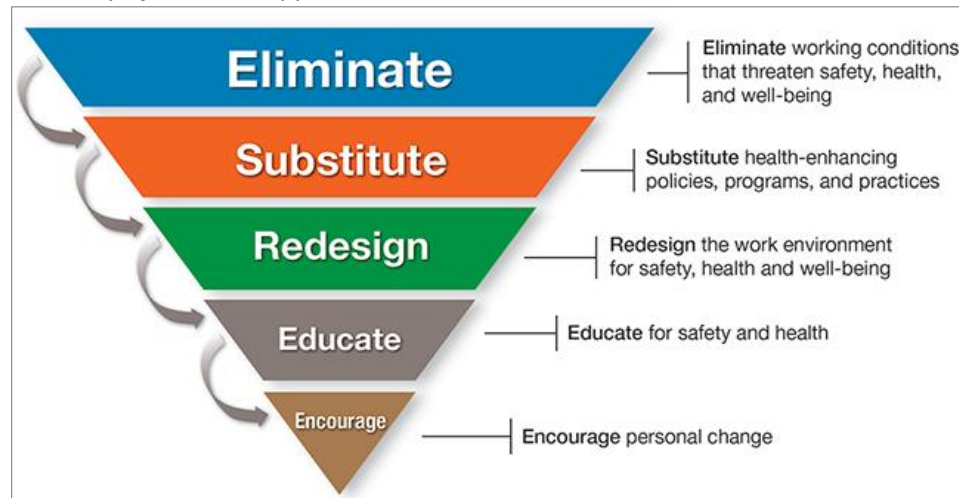 Eliminate
Eliminate working conditions
that threaten safety, health,
and well-being
Substitute
Substitute health-enhancing
policies, programs, and practices
Redesign
Redesign the work environment
for safety, health and well-being
Educate
Educate for safety and health
Encourage
Encourage personal change